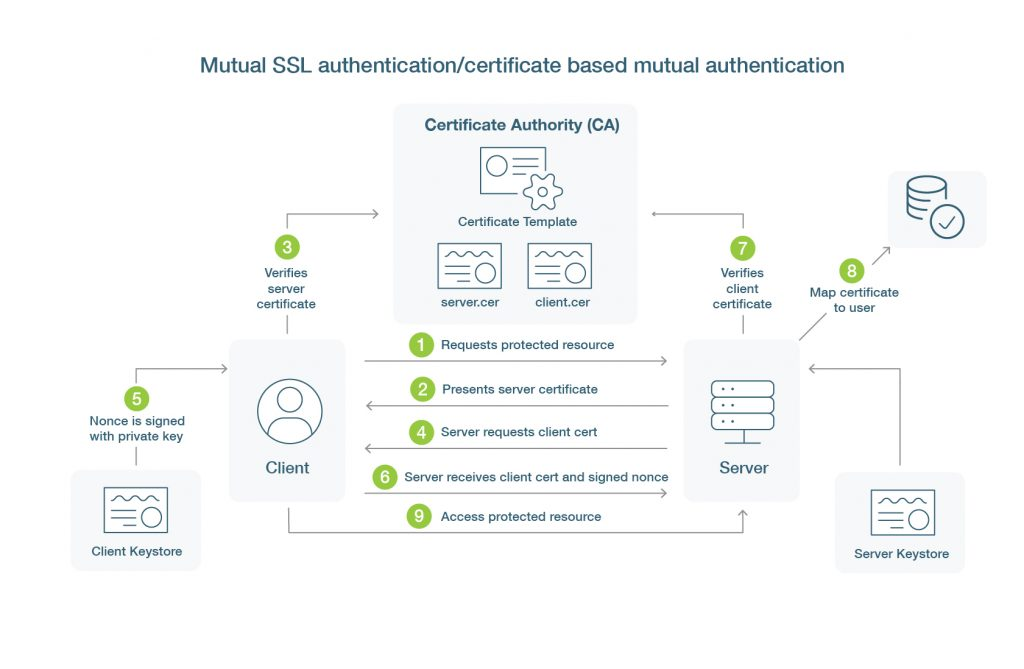 Mutual SSL authentication/certificate based mutual authentication
Certificate Authority (CA)
Certificate Template
server.cer
client.cer
3
Verifies
server
certificate
7
Verifies
client
certificate
8
Map certificate
to user
1 Requests protected resource
2 Presents server certificate
4 Server requests client cert
6 Server receives client cert and signed nonce
9 Access protected resource
5
Nonce is signed
with private key
Client
Server
Client Keystore
Server Keystore